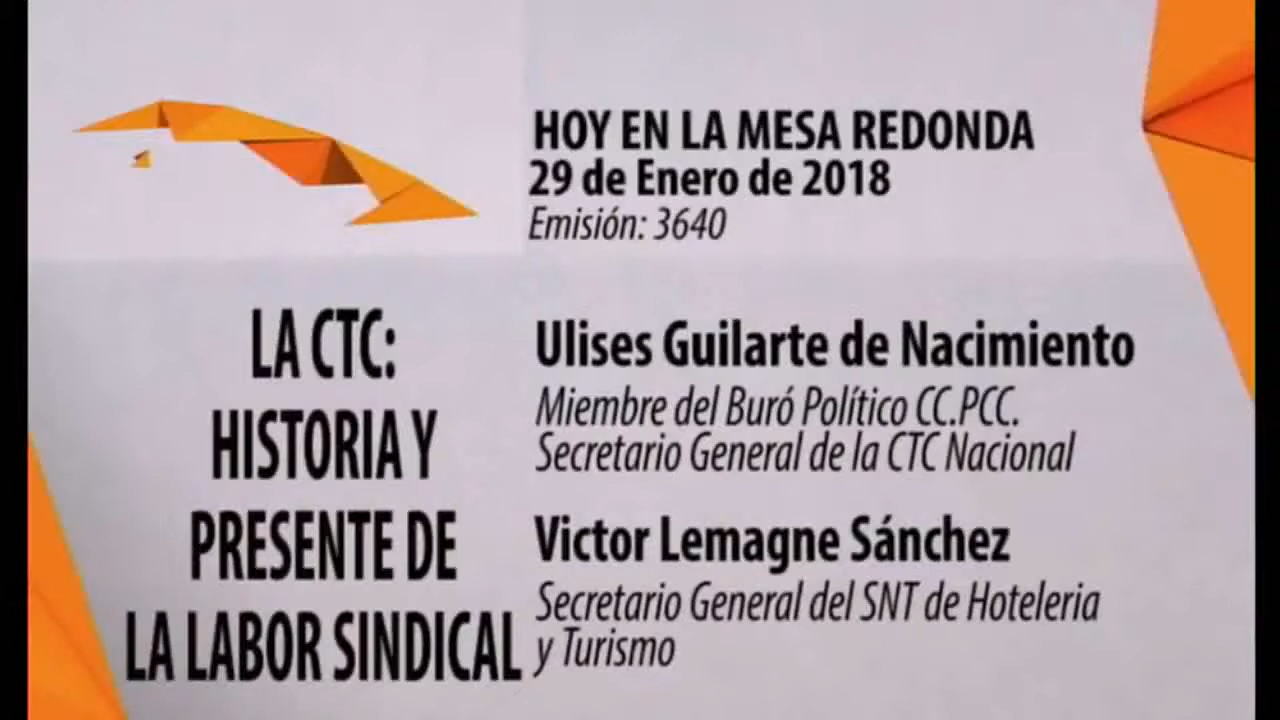 HOY EN LA MESA REDONDA
29 de Enero de 2018
Emisión: 3640
LA CTC:
HISTORIA Y
PRESENTE DE
LA LABOR SINDICAL
Ulises Guilarte de Nacimiento
Miembre del Buró Político CC.PCC.
Secretario General de la CTC Nacional
Victor Lemagne Sánchez
Secretario General del SNT de Hoteleria
y Turismo